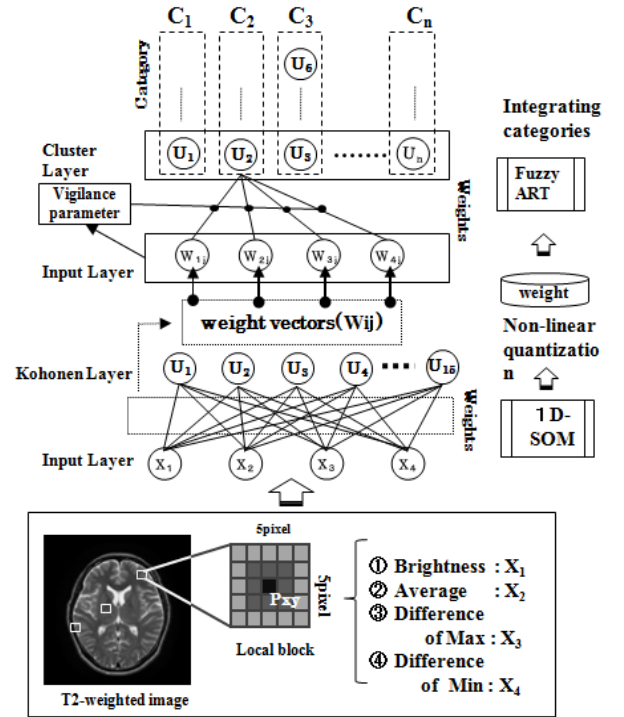 C1 C2 C3 Cn
Category
U6
Cluster
Layer
U1 U2 U3 Un
Vigilance
parameter
Weights
Input Layer
W1j W2j W3j W4j
weight vectors(Wij)
Kohonen Layer
U1 U2 U3 U4 U15
Weights
Input Layer
X1 X2 X3 X4
Integrating
categories
Fuzzy
ART
weight
Non-linear
quantizatio
n
1 D-
SOM
5pixel
5pixel
Pxy
Local block
T2-weighted image
① Brightness : X1
② Average : X2
③ Difference
of Max : X3
④ Difference
of Min : X4